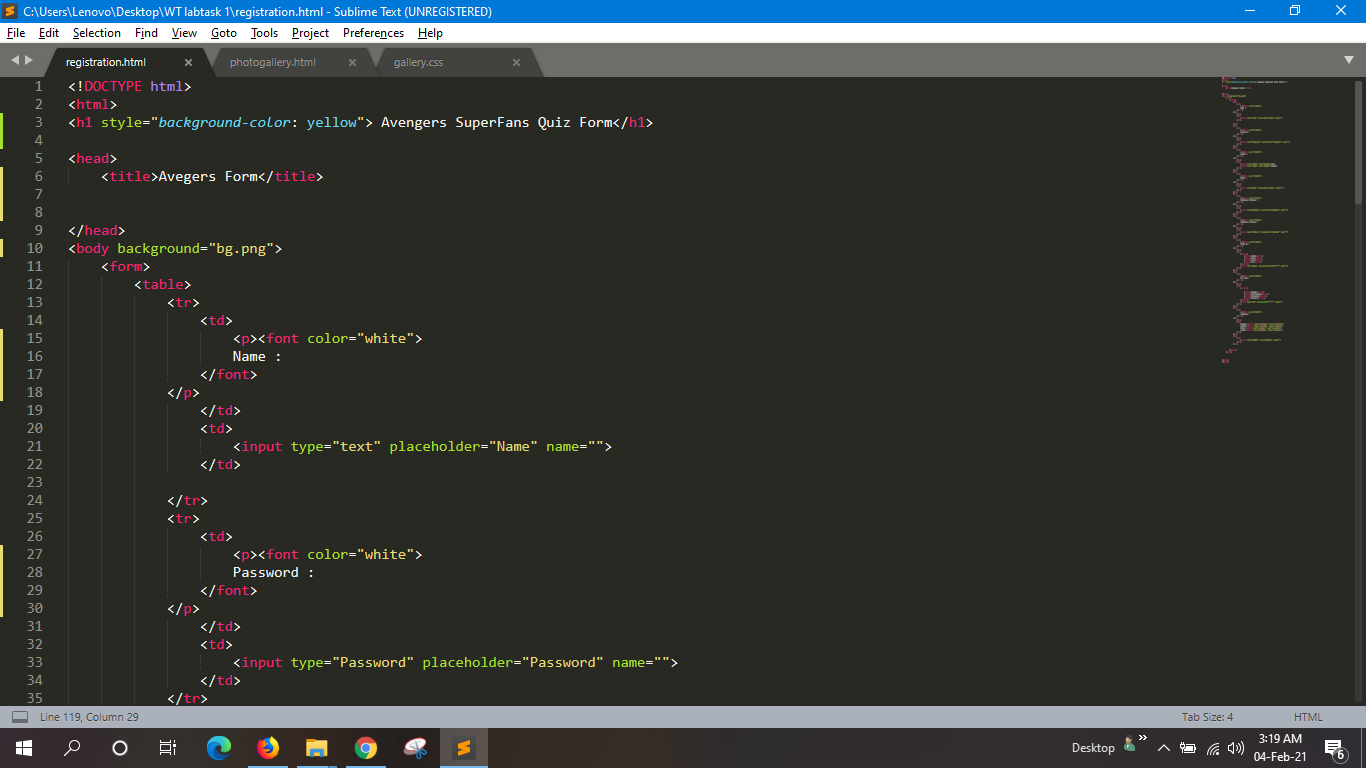 C:\Users\Lenovo\Desktop\WT labtask 1\registration.html - Sublime Text (UNREGISTERED)
File Edit Selection Find View Goto Tools Project Preferences Help
registration.html photogallery.html gallery.css
1 <!DOCTYPE html>
2 <html>
3 <h1 style="background-color: yellow"> Avengers SuperFans Quiz Form</h1>
4
5 <head>
6 <title>Avegers Form</title>
7
8
9 </head>
10 <body background="bg.png">
11 <form>
12 <table>
13 <tr>
14 <td>
15 <p><font color="white">
16 Name :
17 </font>
18 </p>
19 </td>
20 <td>
21 <input type="text" placeholder="Name" name="">
22 </td>
23
24 </tr>
25 <tr>
26 <td>
27 <p><font color="white">
28 Password :
29 </font>
30 </p>
31 </td>
32 <td>
33 <input type="Password" placeholder="Password" name="">
34 </td>
35 </tr>
Line 119, Column 29 Tab Size: 4 HTML
Desktop 3:19 AM
04-Feb-21 6